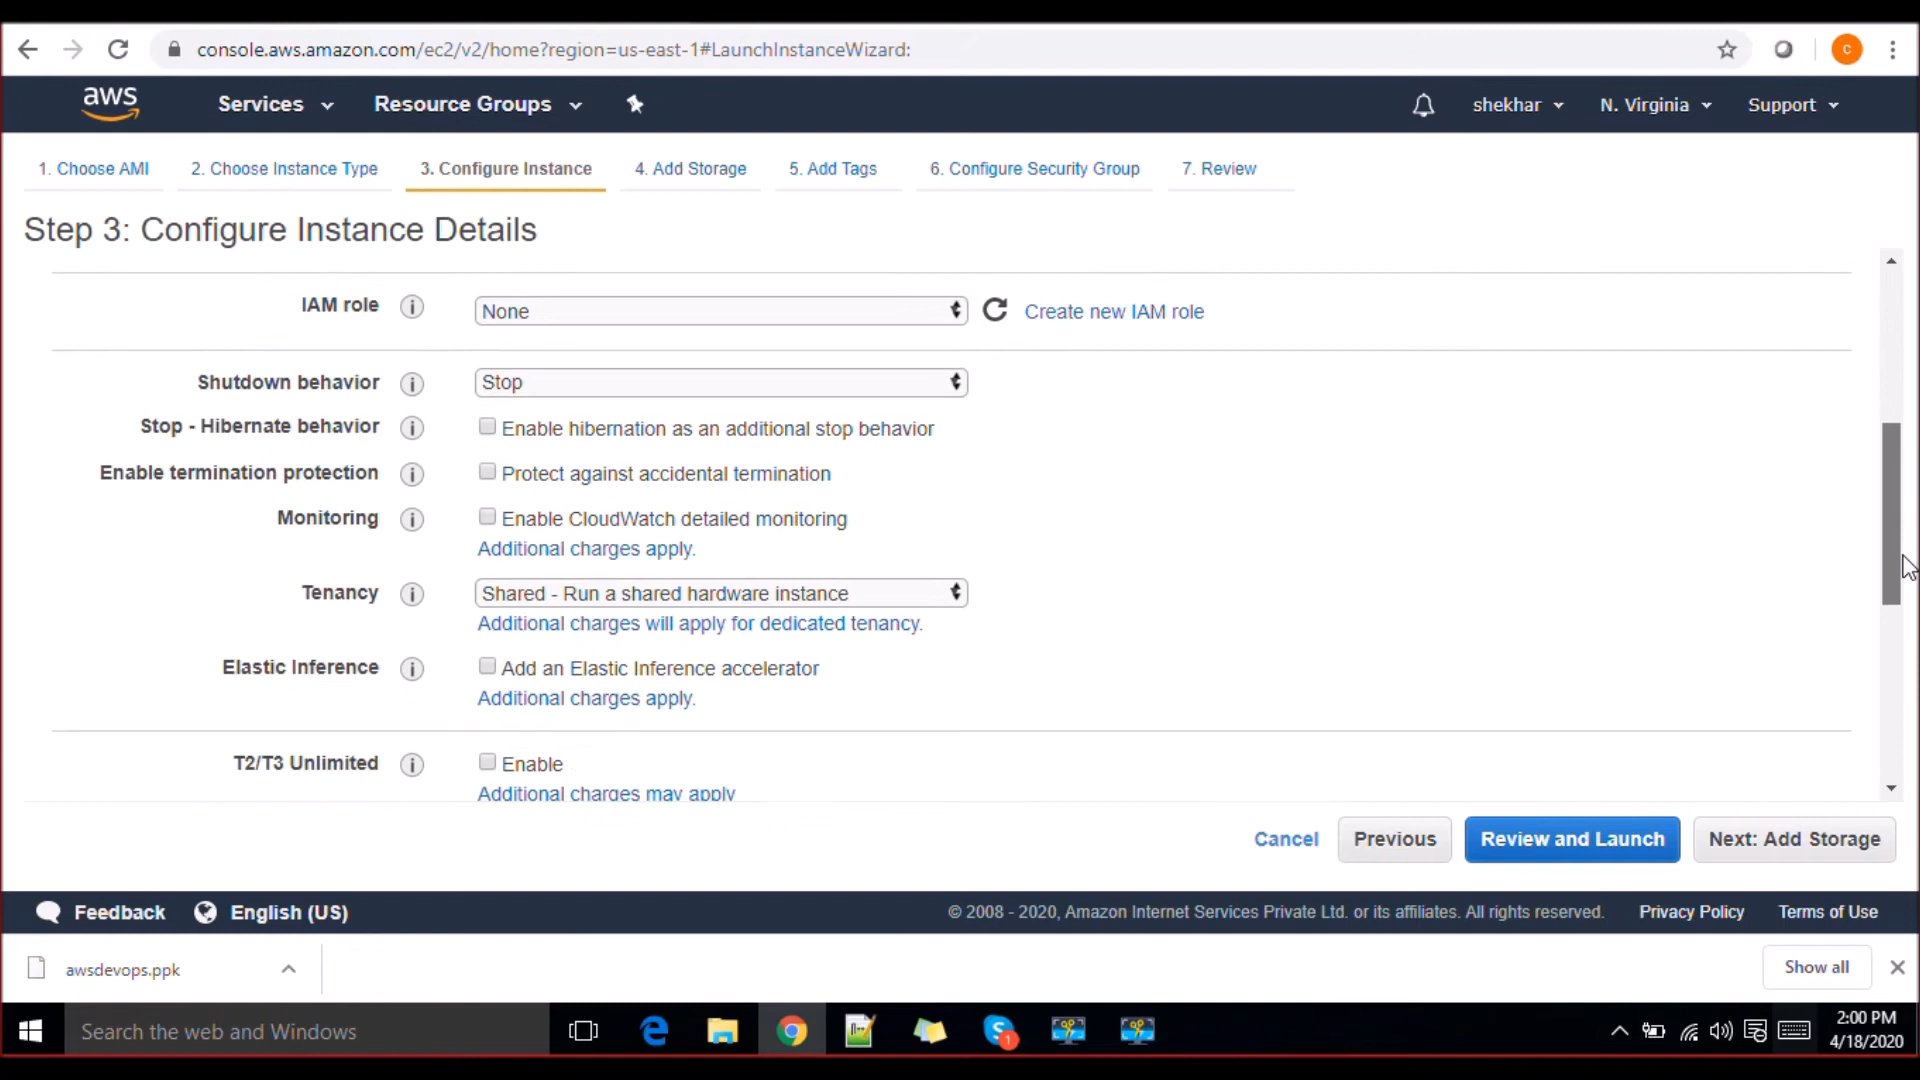 console.aws.amazon.com/ec2/v2/home?region=us-east-1#LaunchInstanceWizard:
C
aws Services Resource Groups shekhar N. Virginia Support
1. Choose AMI 2. Choose Instance Type 3. Configure Instance 4. Add Storage 5. Add Tags 6. Configure Security Group 7. Review
Step 3: Configure Instance Details
IAM role None Create new IAM role
Shutdown behavior Stop
Stop - Hibernate behavior Enable hibernation as an additional stop behavior
Enable termination protection Protect against accidental termination
Monitoring Enable CloudWatch detailed monitoring
Additional charges apply.
Tenancy Shared - Run a shared hardware instance
Additional charges will apply for dedicated tenancy.
Elastic Inference Add an Elastic Inference accelerator
Additional charges apply.
T2/T3 Unlimited Enable
Additional charges may apply
Cancel Previous Review and Launch Next: Add Storage
Feedback English (US) © 2008 - 2020, Amazon Internet Services Private Ltd. or its affiliates. All rights reserved. Privacy Policy Terms of Use
awsdevops.ppk Show all
Search the web and Windows 1 2:00 PM
4/18/2020